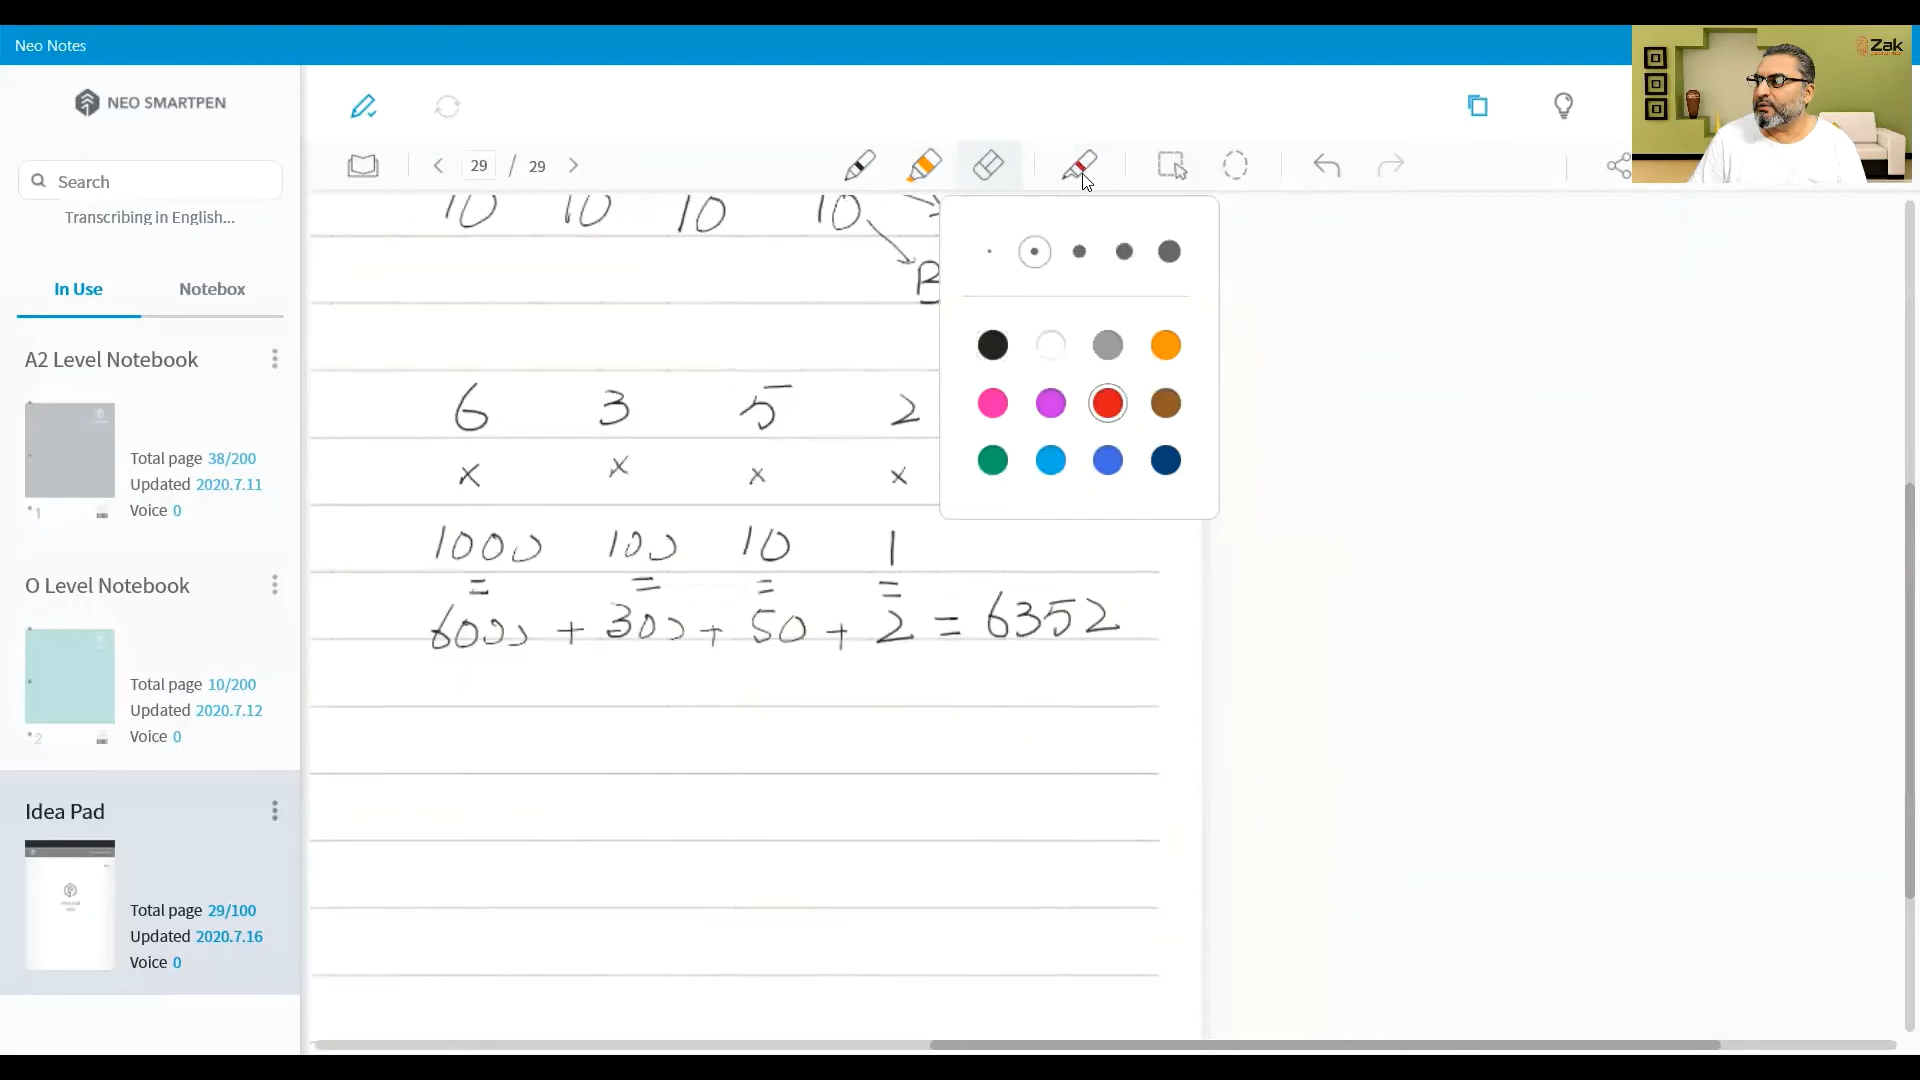 Neo Notes
Zak
NEO SMARTPEN
Search
Transcribing in English...
In Use
Notebox
A2 Level Notebook
Total page 38/200
Updated 2020.7.11
Voice 0
1
O Level Notebook
Total page 10/200
Updated 2020.7.12
Voice 0
2
Idea Pad
Total page 29/100
Updated 2020.7.16
Voice 0
29 / 29
10 10 10 10
B
6 3 5 2
x x x x
1000 100 10 1
= = = =
6000 + 300 + 50 + 2 = 6352